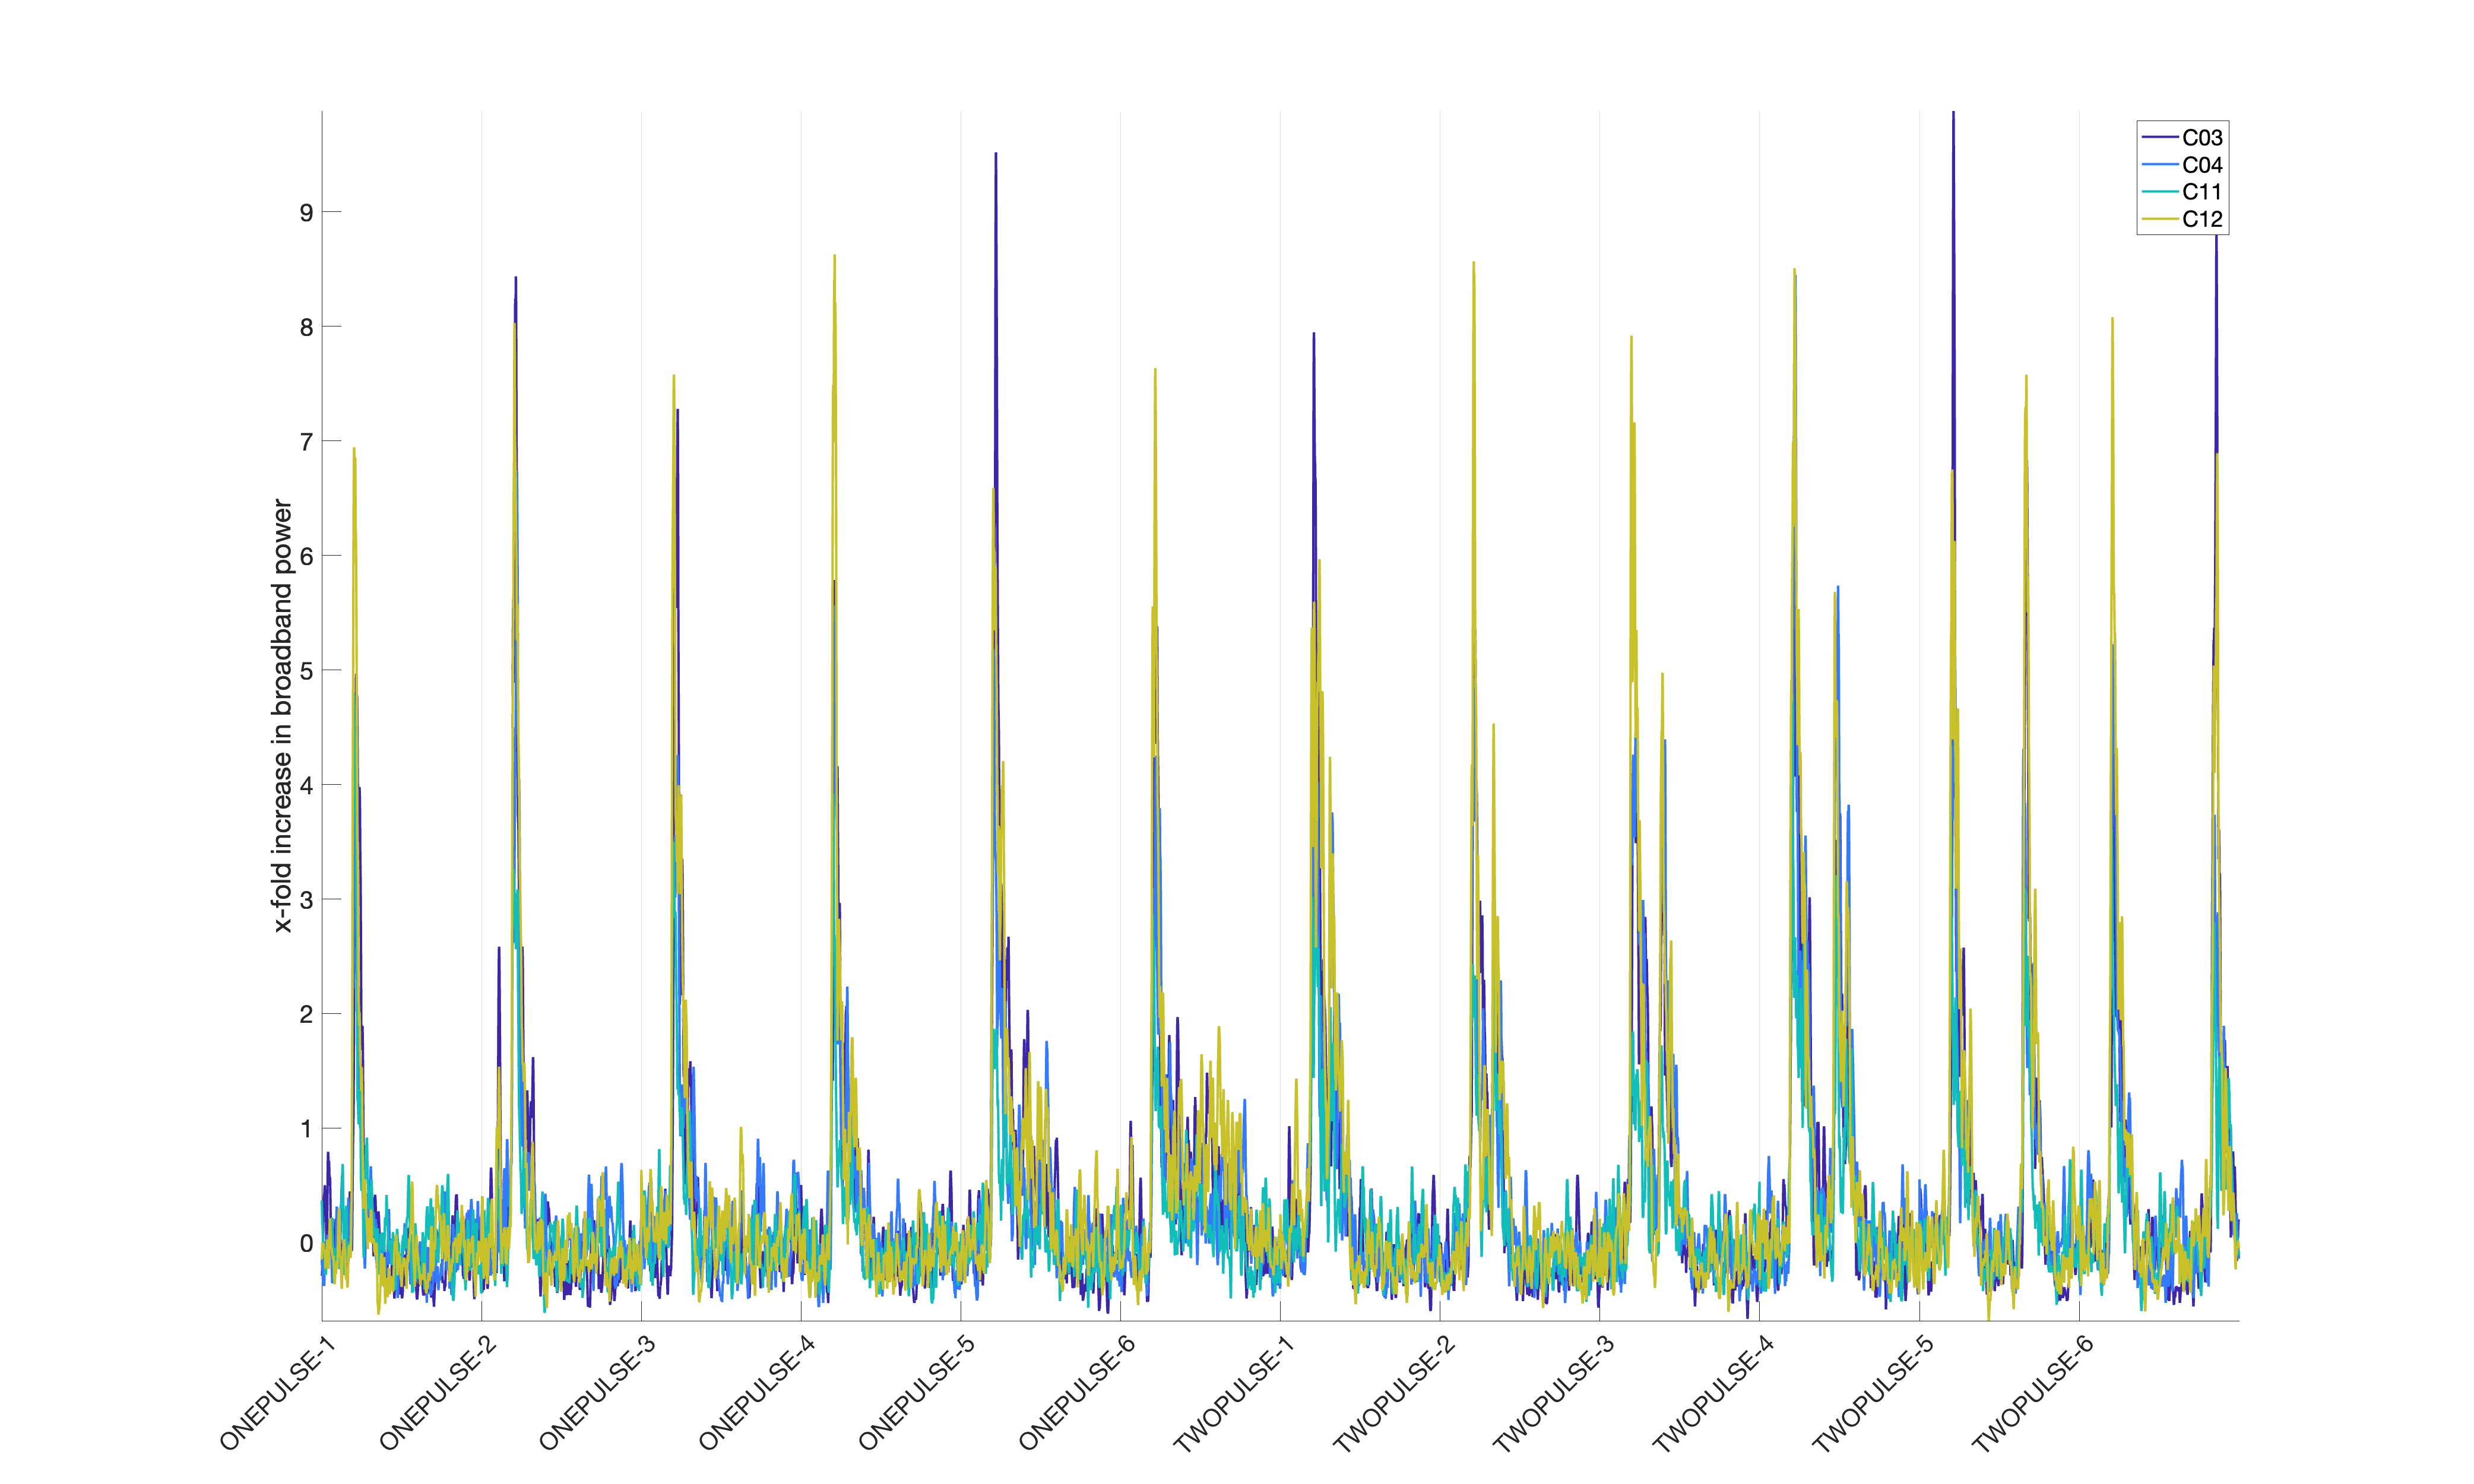 C03
C04
C11
C12
9
8
7
6
5
4
3
2
1
0
x-fold increase in broadband power
ONEPULSE-1
ONEPULSE-2
ONEPULSE-3
ONEPULSE-4
ONEPULSE-5
ONEPULSE-6
TWOPULSE-1
TWOPULSE-2
TWOPULSE-3
TWOPULSE-4
TWOPULSE-5
TWOPULSE-6